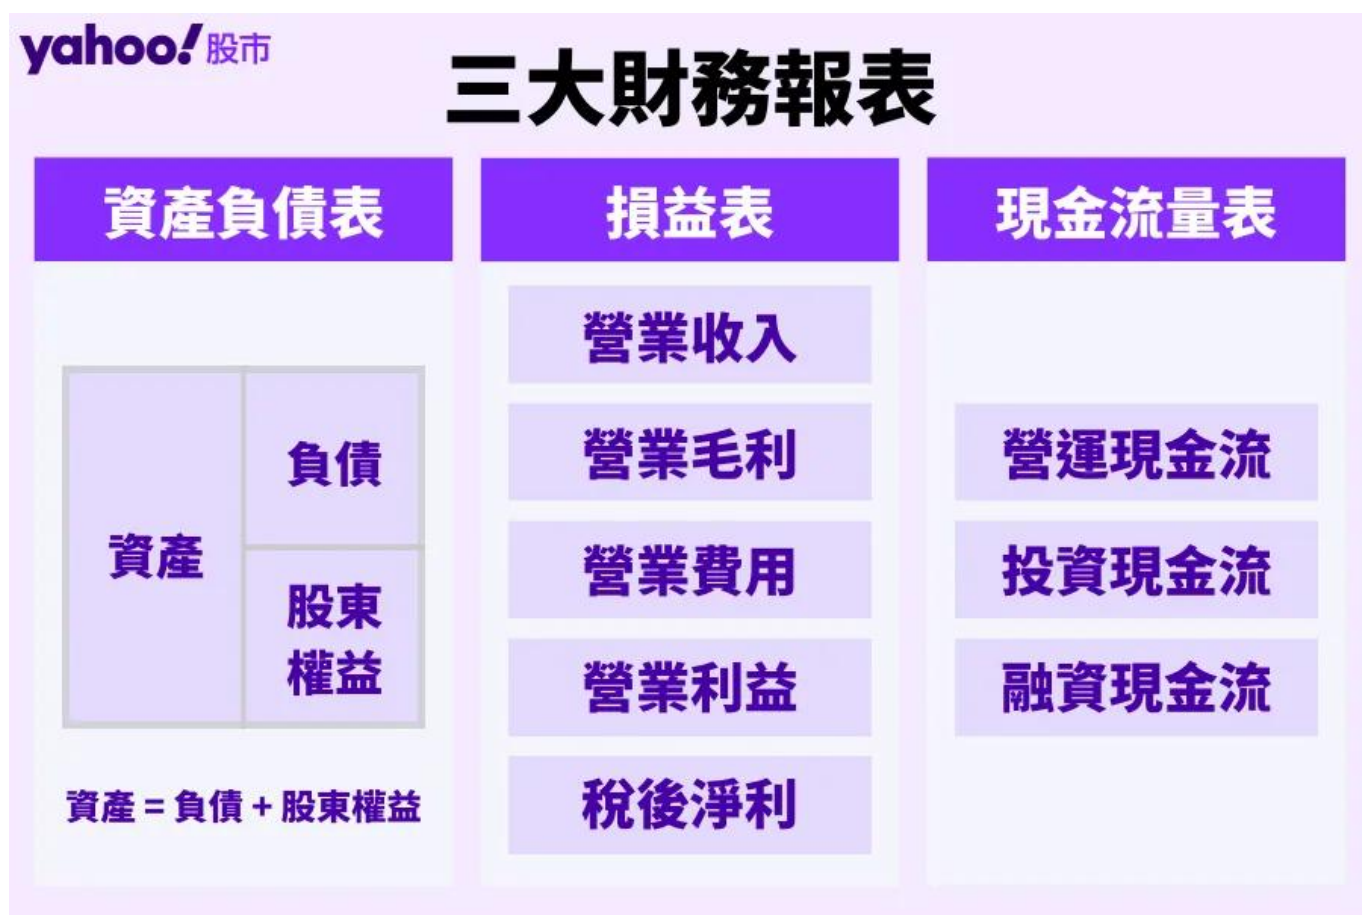 yahoo!股市
三大財務報表
資產負債表
資產
負債
股東
權益
資產 = 負債 + 股東權益
損益表
營業收入
營業毛利
營業費用
營業利益
稅後淨利
現金流量表
營運現金流
投資現金流
融資現金流